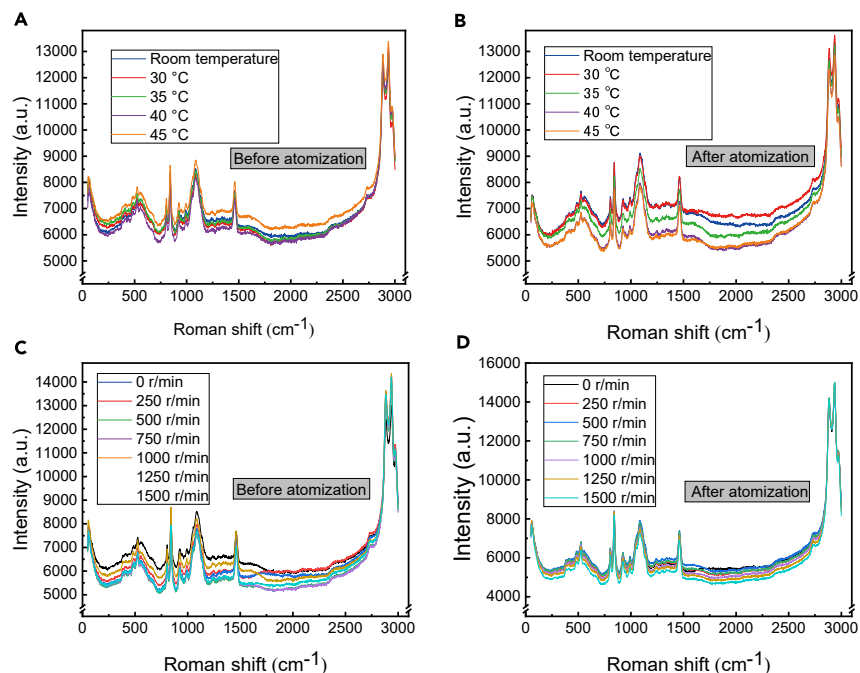 A
13000
12000
11000
10000
9000
8000
7000
6000
5000
Intensity (a.u.)
Room temperature
30 °C
35 °C
40 °C
45 °C
Before atomization
0 500 1000 1500 2000 2500 3000
Roman shift (cm-1)
B
13000
12000
11000
10000
9000
8000
7000
6000
5000
Intensity (a.u.)
Room temperature
30 ℃
35 ℃
40 ℃
45 ℃
After atomization
0 500 1000 1500 2000 2500 3000
Roman shift (cm-1)
C
14000
13000
12000
11000
10000
9000
8000
7000
6000
5000
Intensity (a.u.)
0 r/min
250 r/min
500 r/min
750 r/min
1000 r/min
1250 r/min
1500 r/min
Before atomization
0 500 1000 1500 2000 2500 3000
Roman shift (cm-1)
D
16000
14000
12000
10000
8000
6000
4000
Intensity (a.u.)
0 r/min
250 r/min
500 r/min
750 r/min
1000 r/min
1250 r/min
1500 r/min
After atomization
0 500 1000 1500 2000 2500 3000
Roman shift (cm-1)